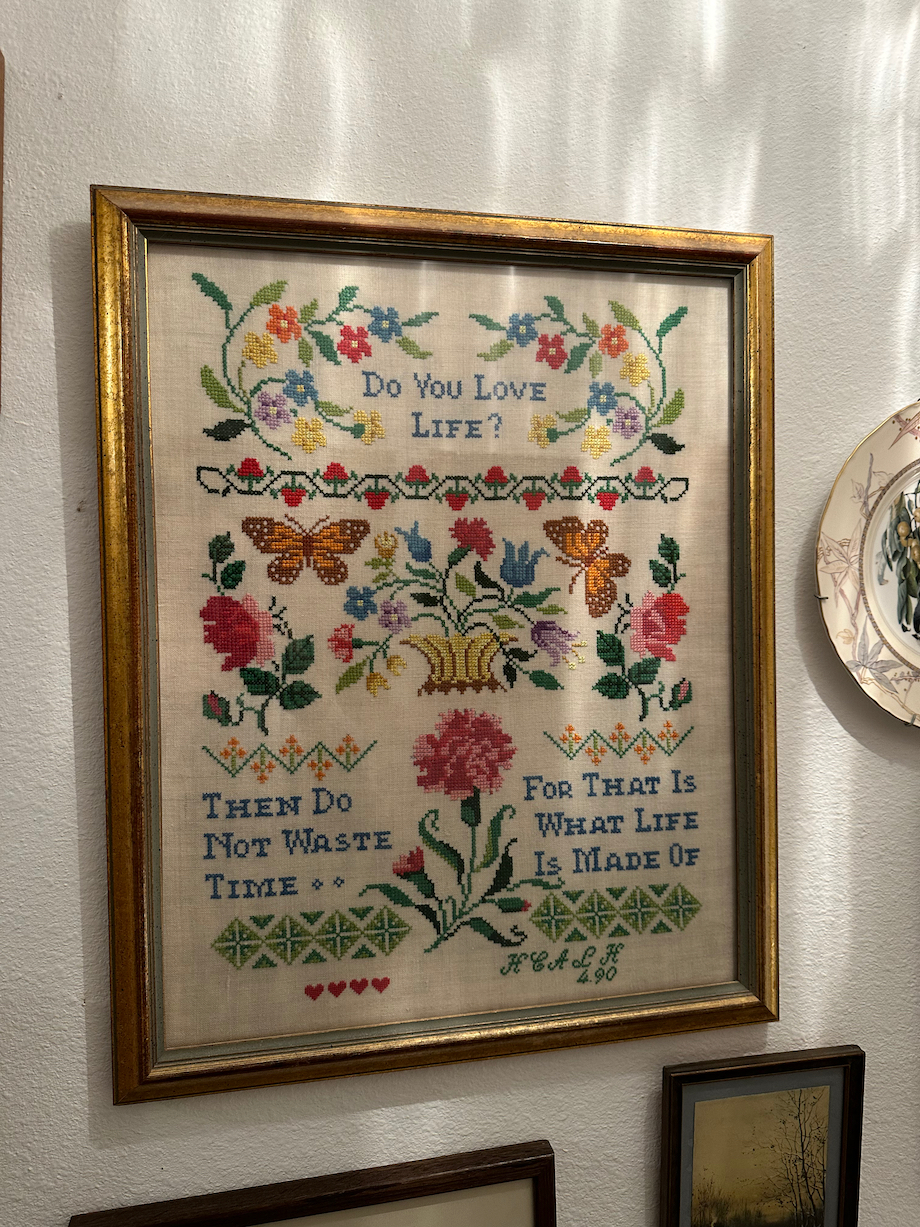 Do You Love
Life?
Then Do
Not Waste
Time
For That Is
What Life
Is Made Of
HCALH
4.90